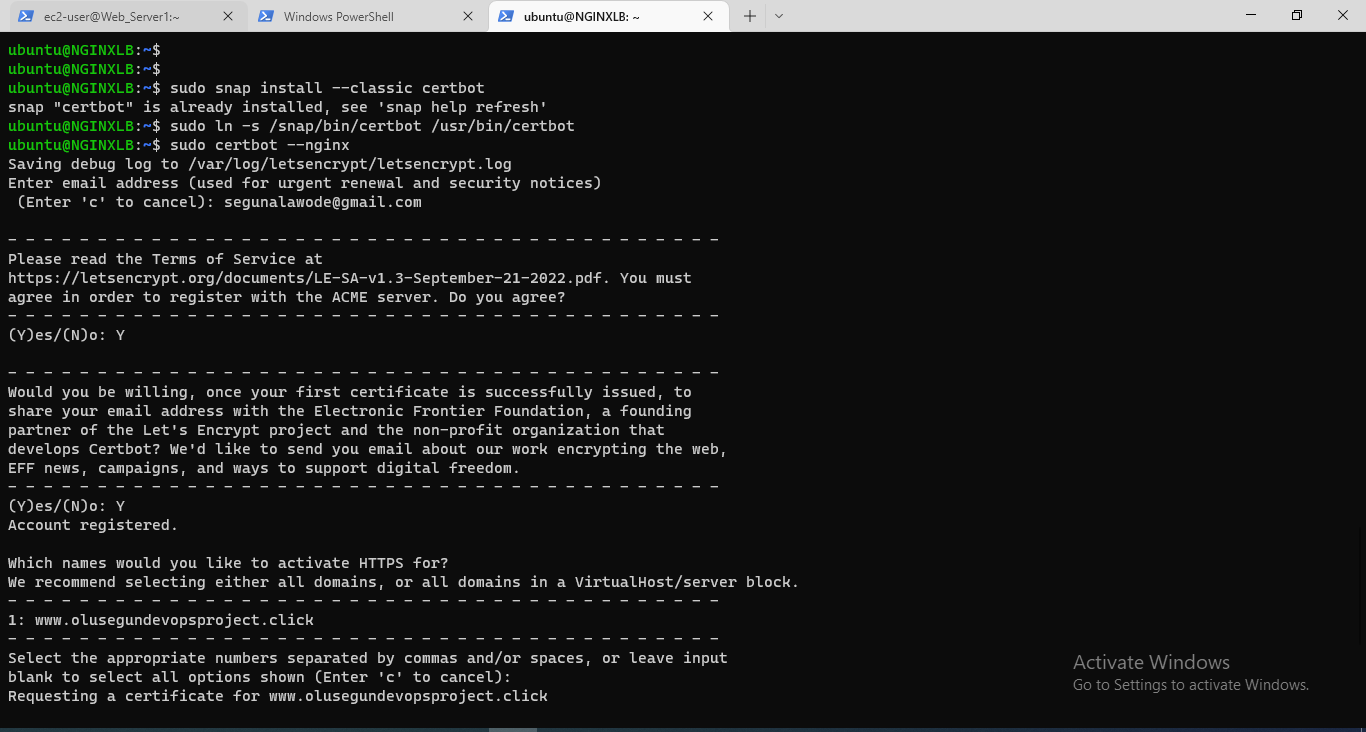 ec2-user@Web_Server1:~
Windows PowerShell
ubuntu@NGINXLB: ~
ubuntu@NGINXLB:~$
ubuntu@NGINXLB:~$
ubuntu@NGINXLB:~$ sudo snap install --classic certbot
snap "certbot" is already installed, see 'snap help refresh'
ubuntu@NGINXLB:~$ sudo ln -s /snap/bin/certbot /usr/bin/certbot
ubuntu@NGINXLB:~$ sudo certbot --nginx
Saving debug log to /var/log/letsencrypt/letsencrypt.log
Enter email address (used for urgent renewal and security notices)
(Enter 'c' to cancel): segunalawode@gmail.com
- - - - - - - - - - - - - - - - - - - - - - - - - - - - - - - - - - - - - - - -
Please read the Terms of Service at
https://letsencrypt.org/documents/LE-SA-v1.3-September-21-2022.pdf. You must
agree in order to register with the ACME server. Do you agree?
- - - - - - - - - - - - - - - - - - - - - - - - - - - - - - - - - - - - - - - -
(Y)es/(N)o: Y
- - - - - - - - - - - - - - - - - - - - - - - - - - - - - - - - - - - - - - - -
Would you be willing, once your first certificate is successfully issued, to
share your email address with the Electronic Frontier Foundation, a founding
partner of the Let's Encrypt project and the non-profit organization that
develops Certbot? We'd like to send you email about our work encrypting the web,
EFF news, campaigns, and ways to support digital freedom.
- - - - - - - - - - - - - - - - - - - - - - - - - - - - - - - - - - - - - - - -
(Y)es/(N)o: Y
Account registered.
Which names would you like to activate HTTPS for?
We recommend selecting either all domains, or all domains in a VirtualHost/server block.
- - - - - - - - - - - - - - - - - - - - - - - - - - - - - - - - - - - - - - - -
1: www.olusegundevopsproject.click
- - - - - - - - - - - - - - - - - - - - - - - - - - - - - - - - - - - - - - - -
Select the appropriate numbers separated by commas and/or spaces, or leave input
blank to select all options shown (Enter 'c' to cancel):
Requesting a certificate for www.olusegundevopsproject.click
Activate Windows
Go to Settings to activate Windows.